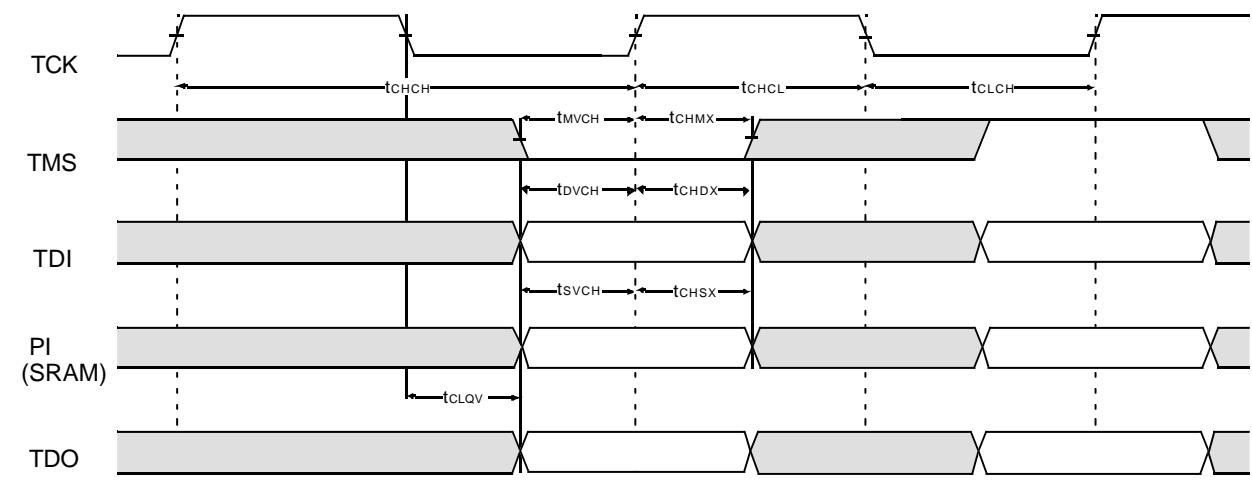 TCK
tCHCH
tCHCL
tCLCH
tMVCH
tCHMX
TMS
tDVCH
tCHDX
TDI
tSVCH
tCHSX
PI
(SRAM)
tCLQV
TDO